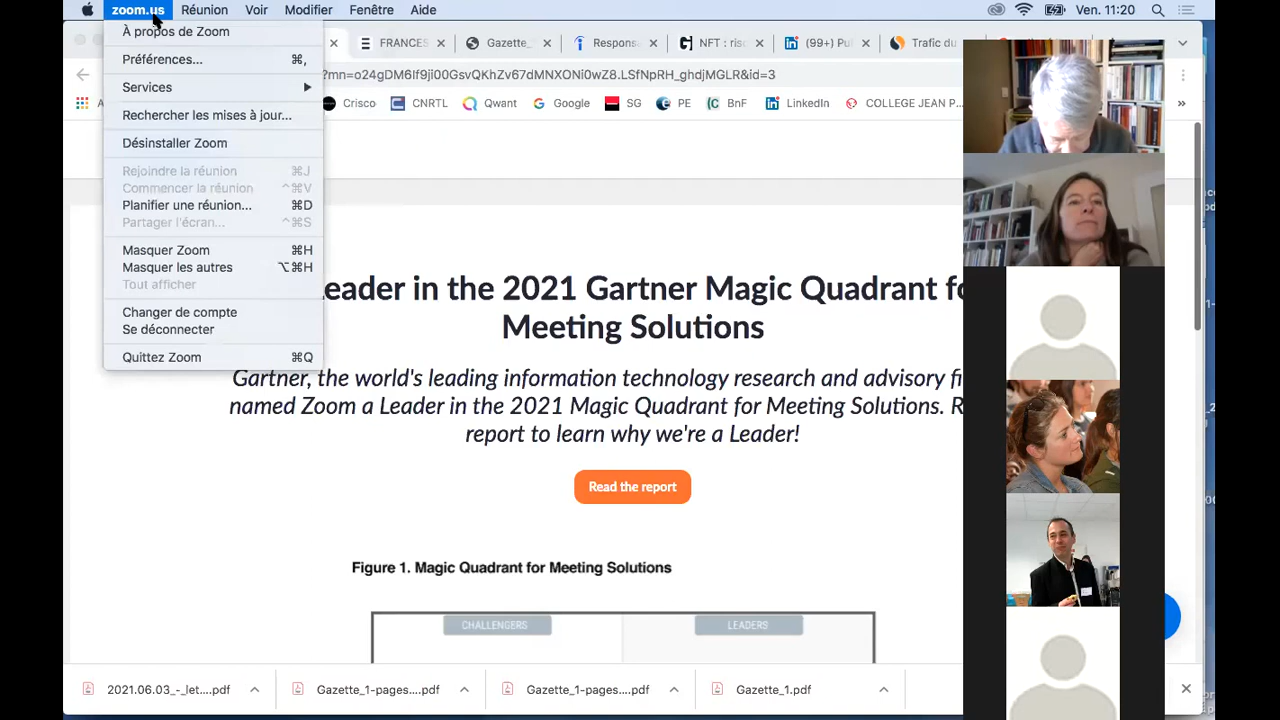 zoom.us Réunion Voir Modifier Fenêtre Aide Ven. 11:20
À propos de Zoom
Préférences... ⌘,
Services
Rechercher les mises à jour...
Désinstaller Zoom
Rejoindre la réunion ⌘J
Commencer la réunion ^⌘V
Planifier une réunion... ⌘D
Partager l'écran... ^⌘S
Masquer Zoom ⌘H
Masquer les autres ⌥⌘H
Tout afficher
Changer de compte
Se déconnecter
Quittez Zoom ⌘Q
FRANCES Gazette_ Responsa NFT : ris (99+) Pu Trafic du
?mn=o24gDM6If9ji00GsvQKhZv67dMNXONi0wZ8.LSfNpRH_ghdjMGLR&id=3
Crisco CNRTL Qwant Google SG PE BnF LinkedIn COLLEGE JEAN P
eader in the 2021 Gartner Magic Quadrant fo
Meeting Solutions
Gartner, the world's leading information technology research and advisory fi
named Zoom a Leader in the 2021 Magic Quadrant for Meeting Solutions. R
report to learn why we're a Leader!
Read the report
Figure 1. Magic Quadrant for Meeting Solutions
CHALLENGERS LEADERS
2021.06.03_-_let....pdf Gazette_1-pages....pdf Gazette_1-pages....pdf Gazette_1.pdf